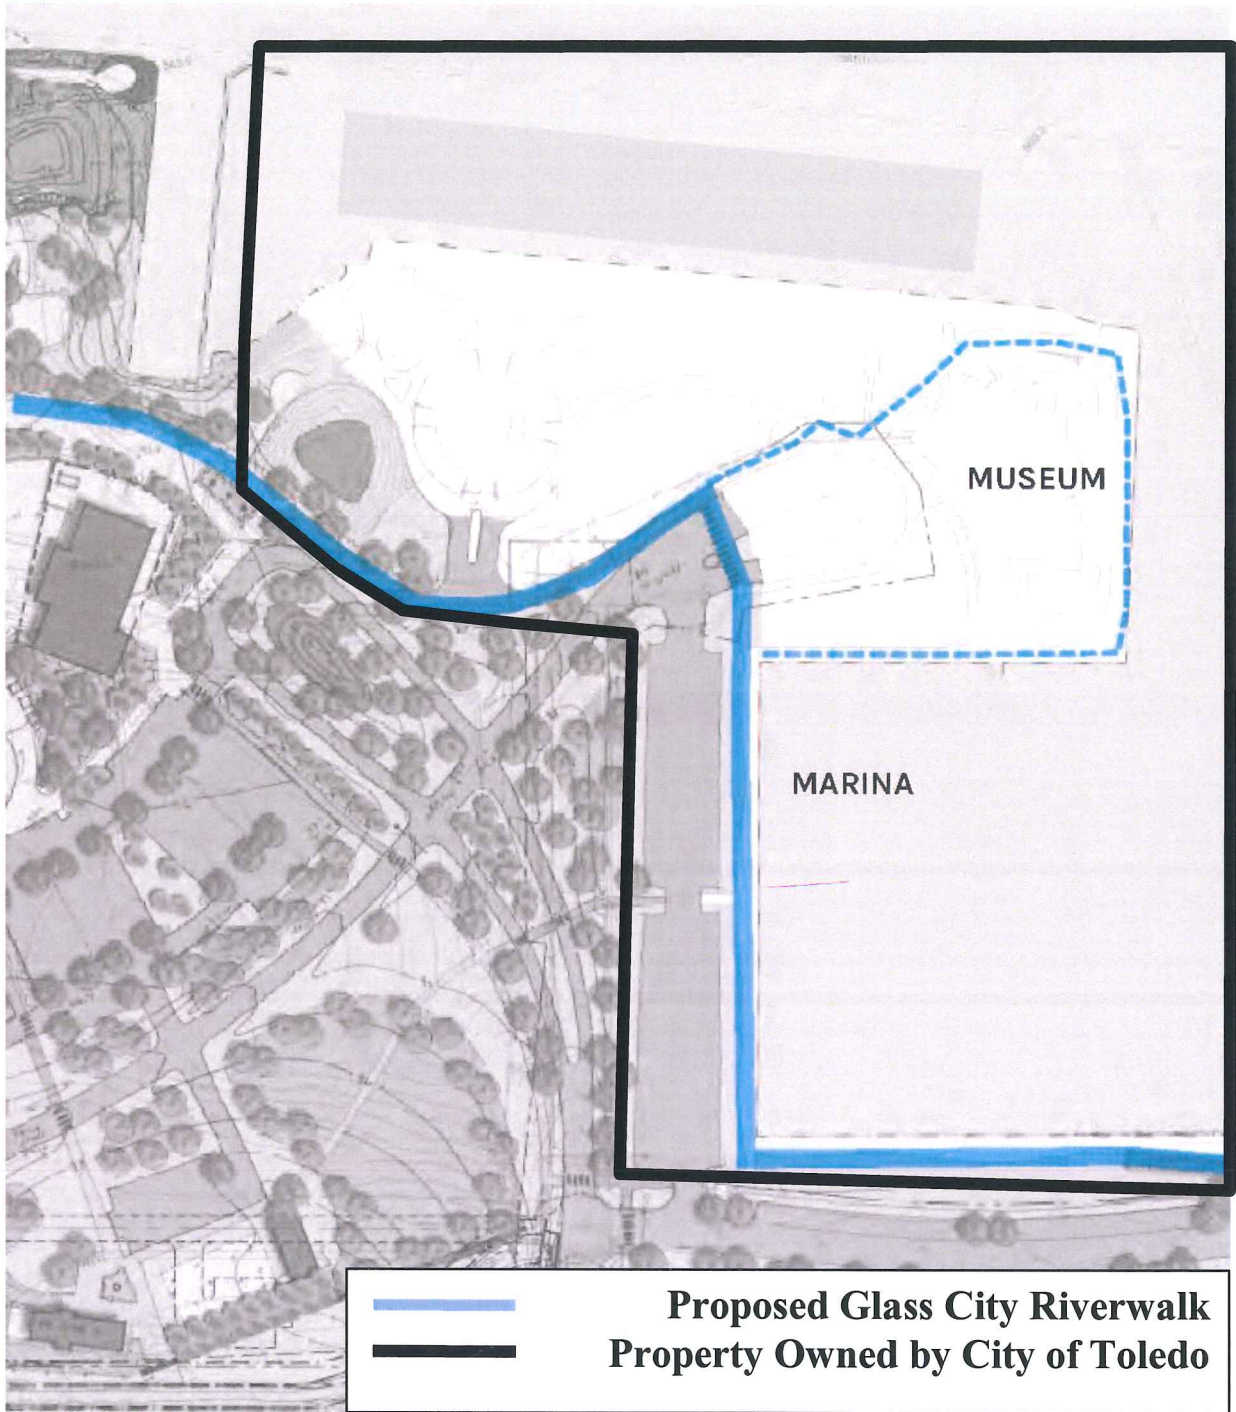 MUSEUM
MARINA
Proposed Glass City Riverwalk
Property Owned by City of Toledo